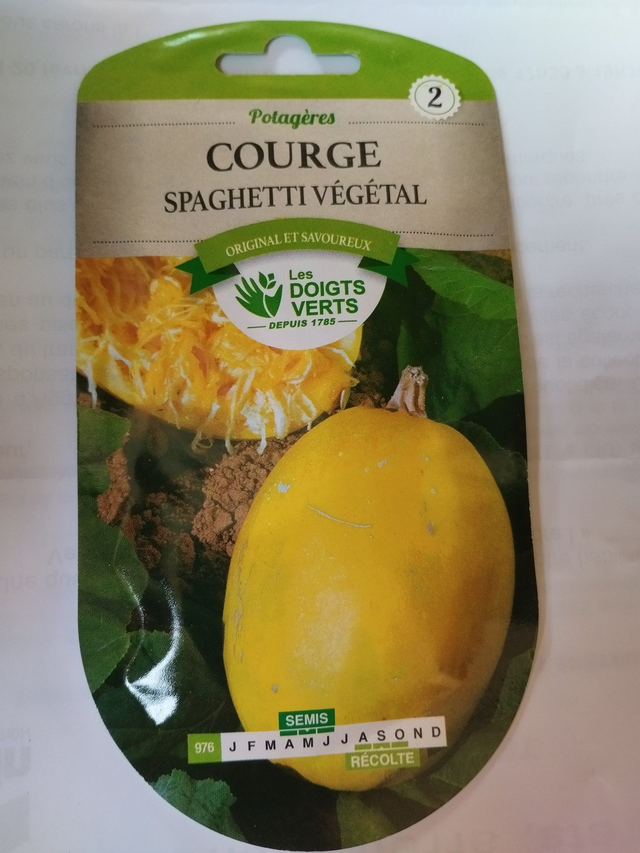 2
Potagères
COURGE
SPAGHETTI VÉGÉTAL
ORIGINAL ET SAVOUREUX
Les
DOIGTS
VERTS
DEPUIS 1785
SEMIS
976 J F M A M J J A S O N D
RÉCOLTE